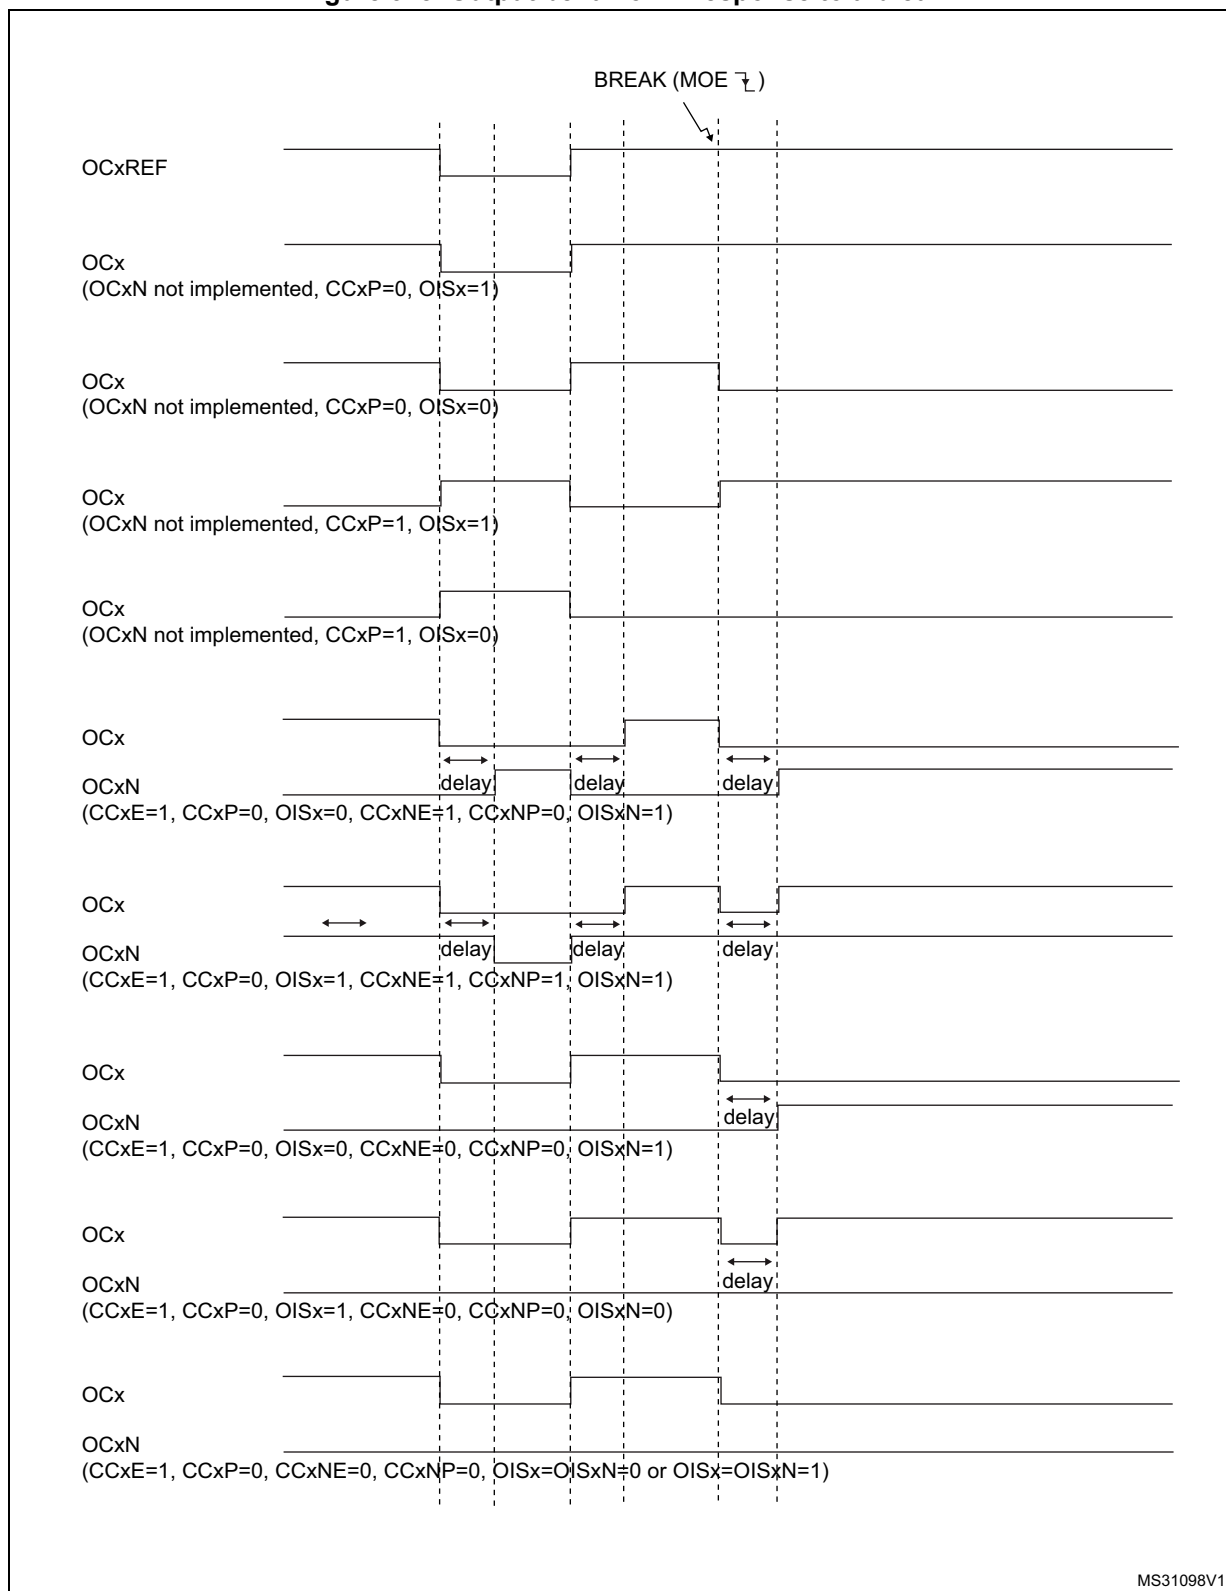 BREAK (MOE )
OCxREF
OCx
(OCxN not implemented, CCxP=0, OISx=1)
OCx
(OCxN not implemented, CCxP=0, OISx=0)
OCx
(OCxN not implemented, CCxP=1, OISx=1)
OCx
(OCxN not implemented, CCxP=1, OISx=0)
OCx
delay delay delay
OCxN
(CCxE=1, CCxP=0, OISx=0, CCxNE=1, CCxNP=0, OISxN=1)
OCx
delay delay delay
OCxN
(CCxE=1, CCxP=0, OISx=1, CCxNE=1, CCxNP=1, OISxN=1)
OCx
delay
OCxN
(CCxE=1, CCxP=0, OISx=0, CCxNE=0, CCxNP=0, OISxN=1)
OCx
delay
OCxN
(CCxE=1, CCxP=0, OISx=1, CCxNE=0, CCxNP=0, OISxN=0)
OCx
OCxN
(CCxE=1, CCxP=0, CCxNE=0, CCxNP=0, OISx=OISxN=0 or OISx=OISxN=1)
MS31098V1